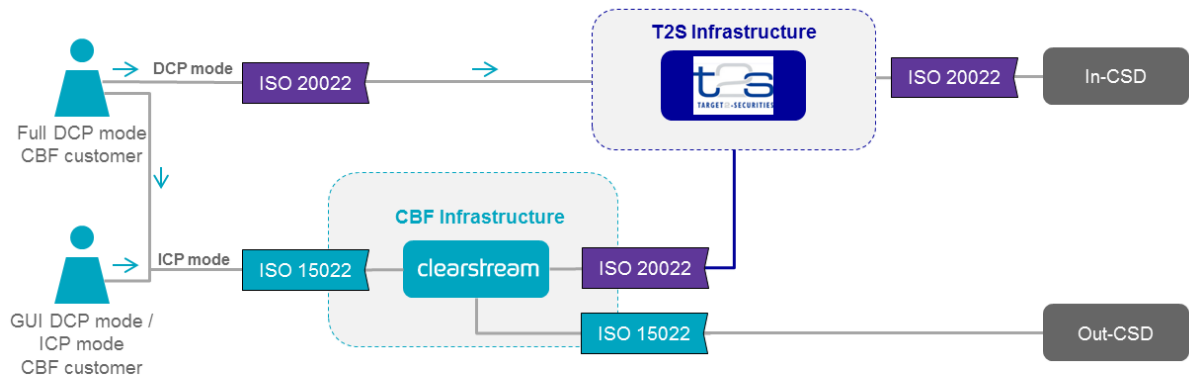 T2S Infrastructure
t2s
TARGET2-SECURITIES
DCP mode
ISO 20022
ISO 20022
In-CSD
Full DCP mode
CBF customer
CBF Infrastructure
ICP mode
ISO 15022
clearstream
ISO 20022
GUI DCP mode /
ICP mode
CBF customer
ISO 15022
Out-CSD